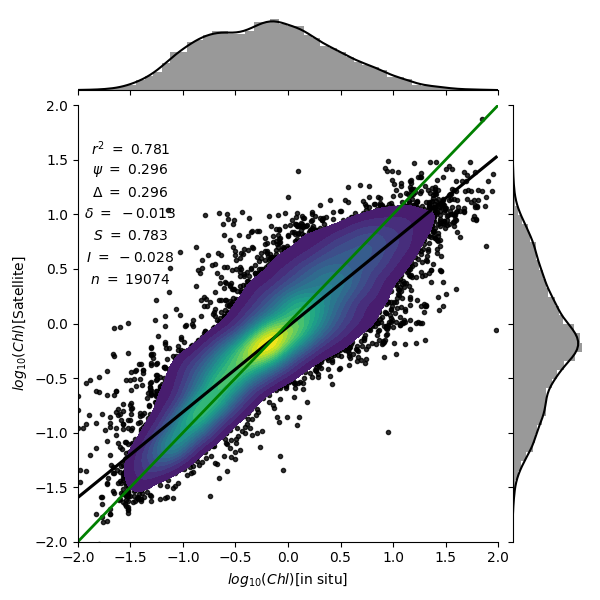 2.0
1.5
1.0
0.5
0.0
−0.5
−1.0
−1.5
−2.0
r² = 0.781
ψ = 0.296
Δ = 0.296
δ = −0.013
S = 0.783
I = −0.028
n = 19074
log₁₀(Chl)[Satellite]
−2.0 −1.5 −1.0 −0.5 0.0 0.5 1.0 1.5 2.0
log₁₀(Chl)[in situ]